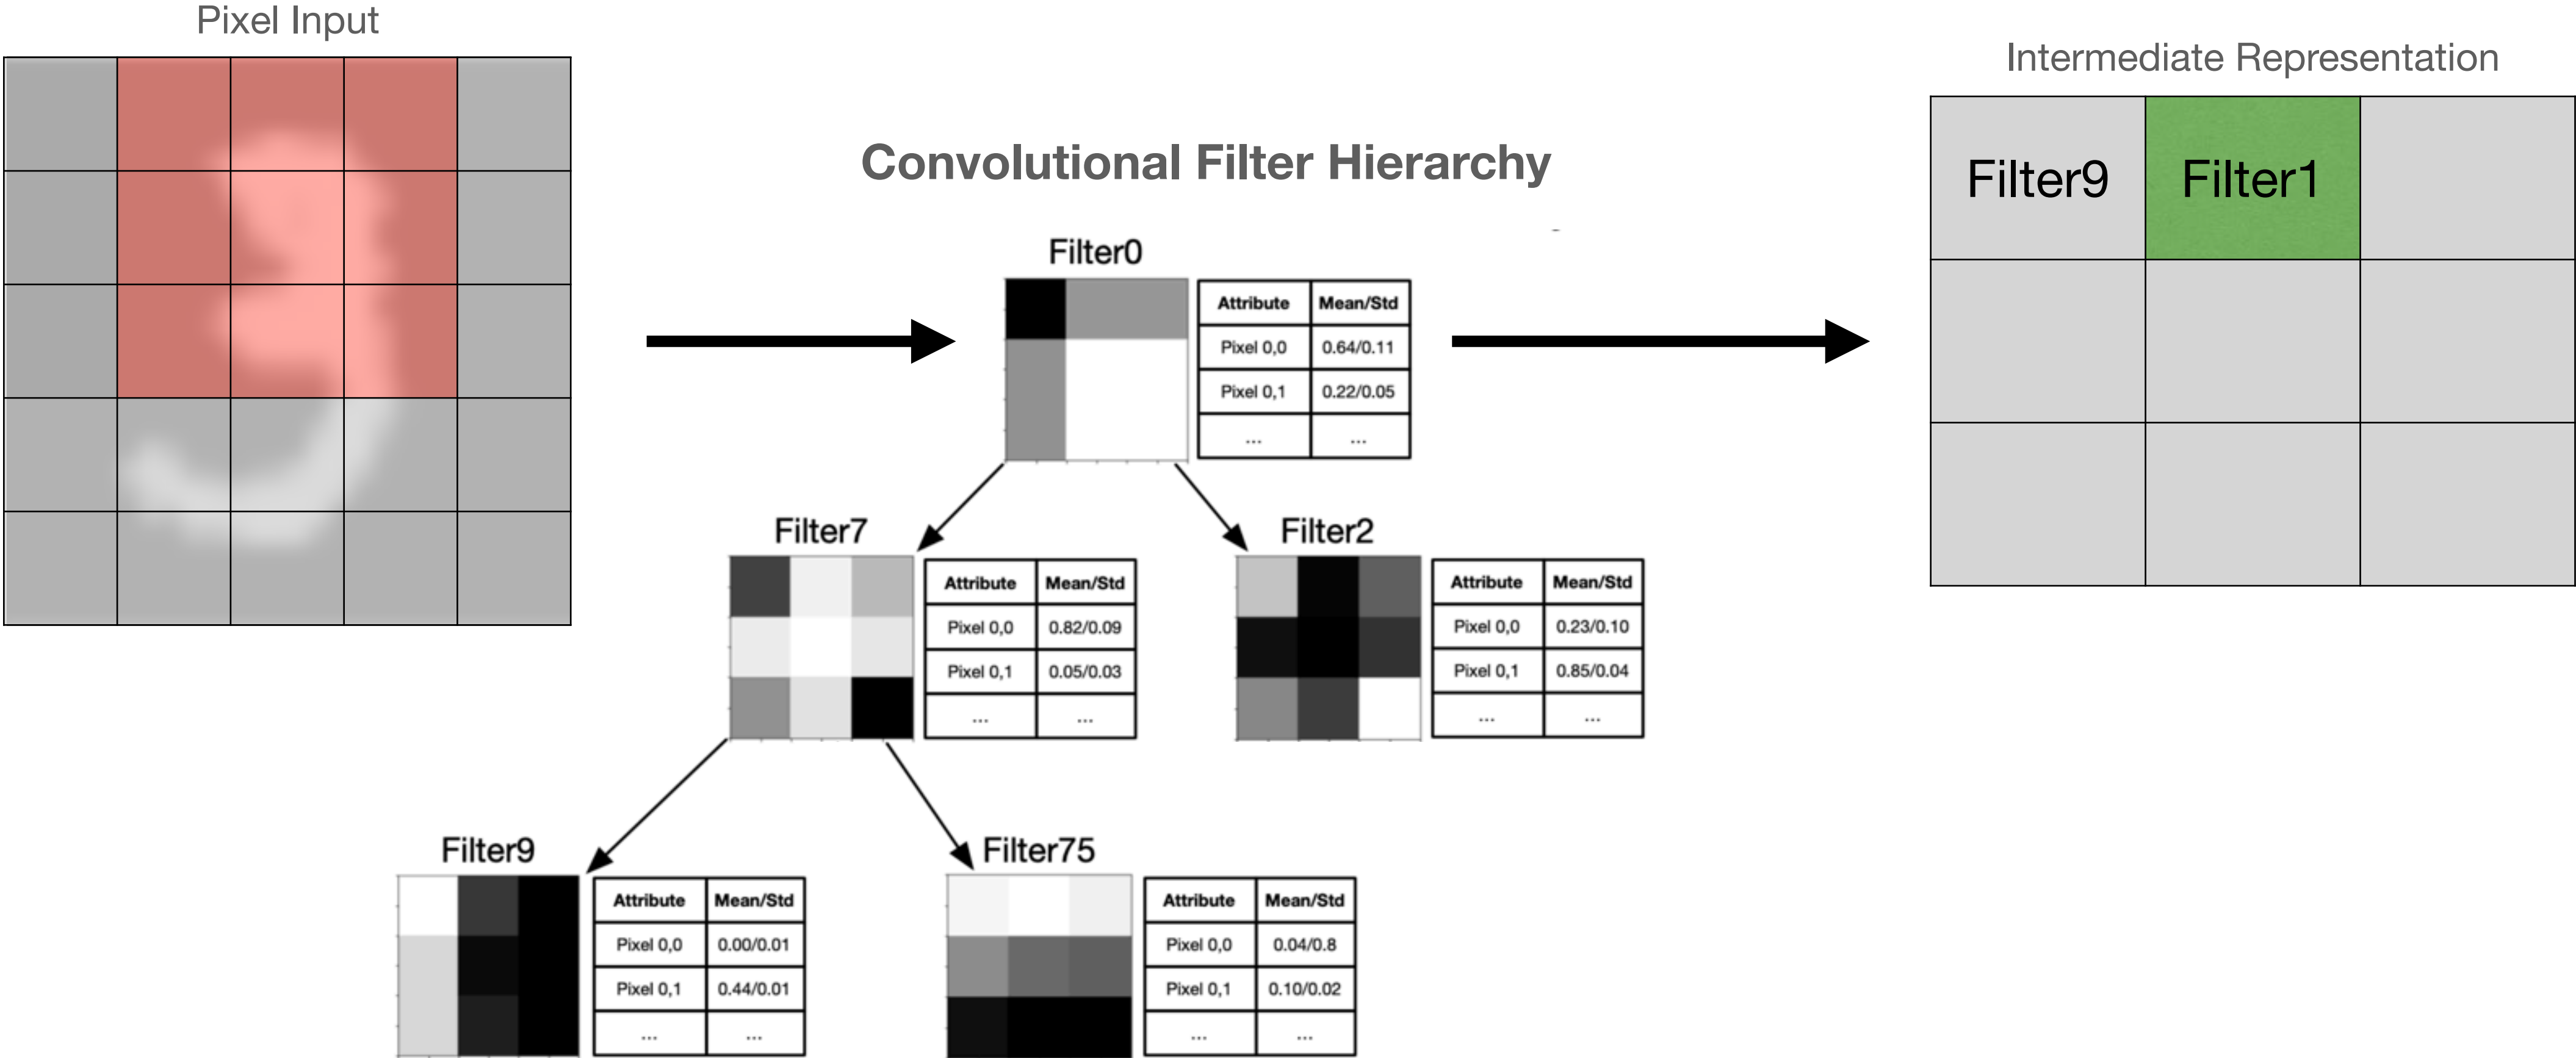 Pixel Input
Intermediate Representation
Filter9 Filter1
Convolutional Filter Hierarchy
Filter0
Attribute Mean/Std
Pixel 0,0 0.64/0.11
Pixel 0,1 0.22/0.05
... ...
Filter7
Attribute Mean/Std
Pixel 0,0 0.82/0.09
Pixel 0,1 0.05/0.03
... ...
Filter2
Attribute Mean/Std
Pixel 0,0 0.23/0.10
Pixel 0,1 0.85/0.04
... ...
Filter9
Attribute Mean/Std
Pixel 0,0 0.00/0.01
Pixel 0,1 0.44/0.01
... ...
Filter75
Attribute Mean/Std
Pixel 0,0 0.04/0.8
Pixel 0,1 0.10/0.02
... ...